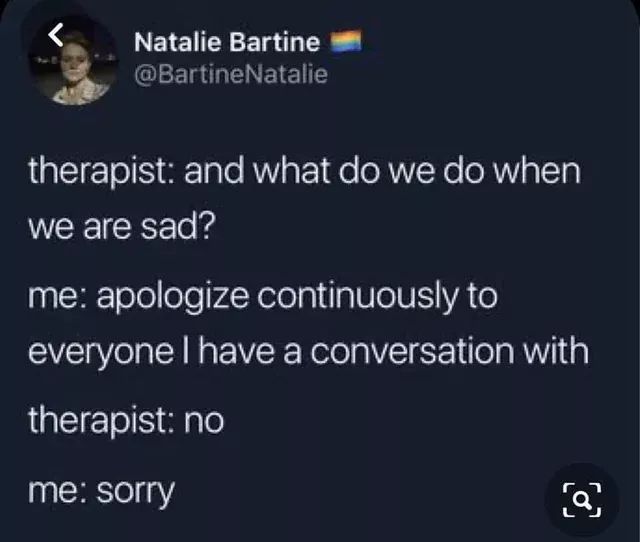 Natalie Bartine 🏳️‍🌈
@BartineNatalie
therapist: and what do we do when
we are sad?
me: apologize continuously to
everyone I have a conversation with
therapist: no
me: sorry